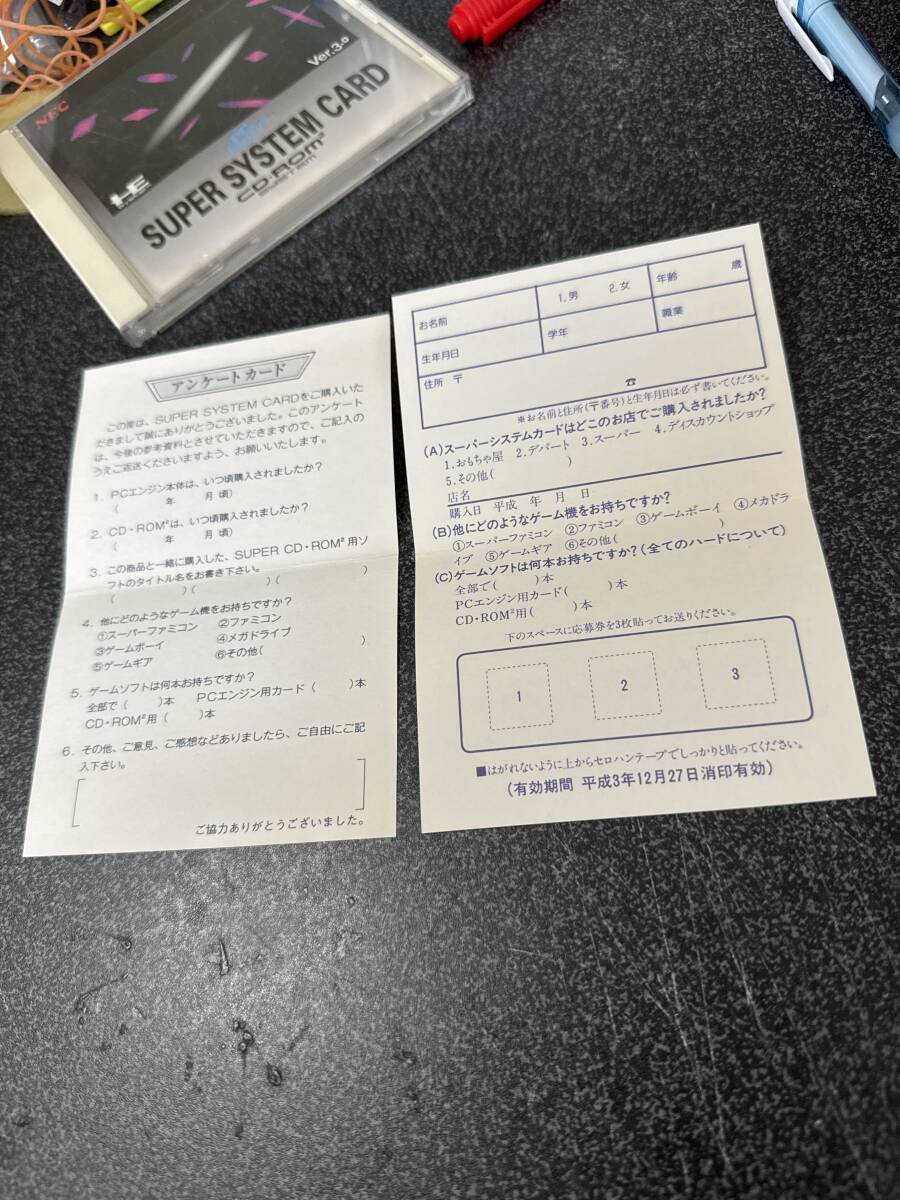 NEC
Ver.3.0
SUPER SYSTEM CARD
CD-ROM²
SYSTEM
HE
アンケートカード
この度は、SUPER SYSTEM CARDをご購入いた
だきまして誠にありがとうございました。このアンケート
は、今後の参考資料とさせていただきますので、ご記入の
うえご返送くださいますよう、お願いいたします。
1. PCエンジン本体は、いつ頃購入されましたか?
( 年 月 頃)
2. CD・ROM²は、いつ頃購入されましたか?
( 年 月 頃)
3. この商品と一緒に購入した、SUPER CD・ROM²用ソ
フトのタイトル名をお書き下さい。
( )( )( )
4. 他にどのようなゲーム機をお持ちですか?
①スーパーファミコン ②ファミコン
③ゲームボーイ ④メガドライブ
⑤ゲームギア ⑥その他( )
5. ゲームソフトは何本お持ちですか?
全部で( )本 PCエンジン用カード( )本
CD・ROM²用( )本
6. その他、ご意見、ご感想などありましたら、ご自由にご記
入下さい。
ご協力ありがとうございました。
お名前 1.男 2.女 年齢 歳
生年月日 学年 職業
住所 〒
☎
※お名前と住所(〒番号)と生年月日は必ず書いてください。
(A)スーパーシステムカードはどこのお店でご購入されましたか?
1.おもちゃ屋 2.デパート 3.スーパー 4.ディスカウントショップ
5.その他( )
店名
購入日 平成 年 月 日
(B)他にどのようなゲーム機をお持ちですか?
①スーパーファミコン ②ファミコン ③ゲームボーイ ④メガドラ
イブ ⑤ゲームギア ⑥その他( )
(C)ゲームソフトは何本お持ちですか?(全てのハードについて)
全部で( )本
PCエンジン用カード( )本
CD・ROM²用( )本
下のスペースに応募券を3枚貼ってお送りください。
1 2 3
■はがれないように上からセロハンテープでしっかりと貼ってください。
(有効期間 平成3年12月27日消印有効)